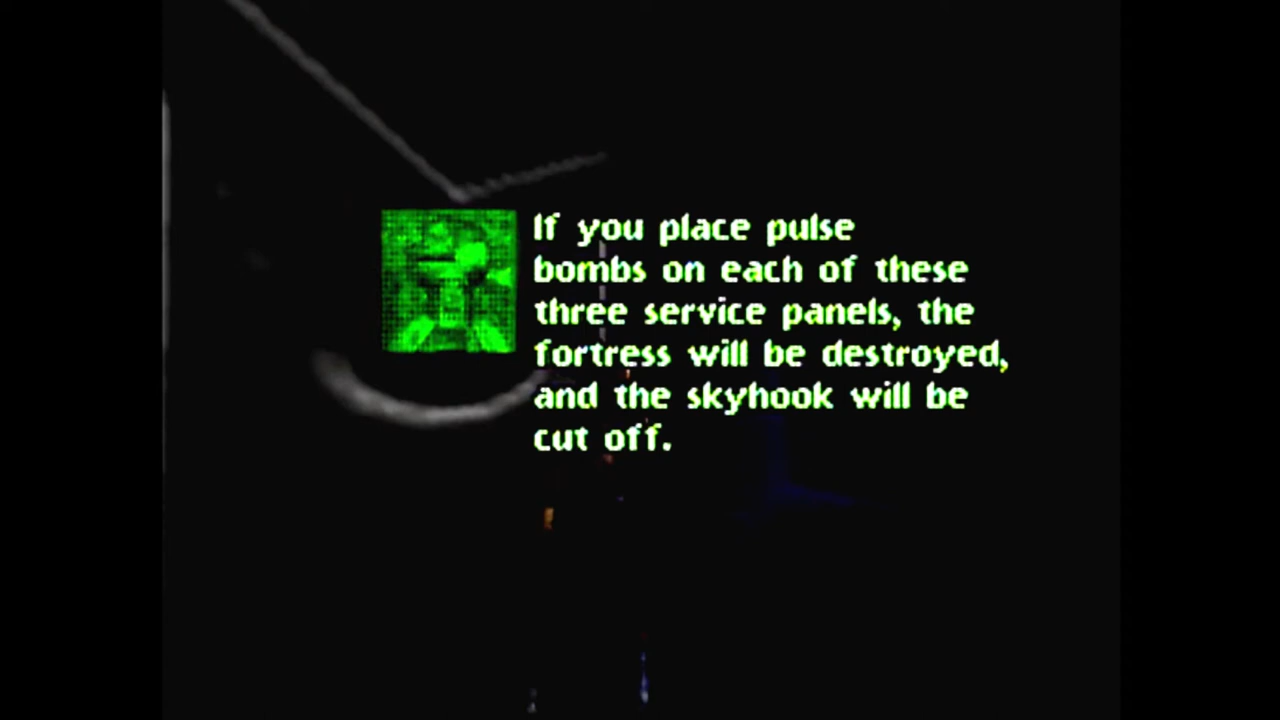 If you place pulse
bombs on each of these
three service panels, the
fortress will be destroyed,
and the skyhook will be
cut off.